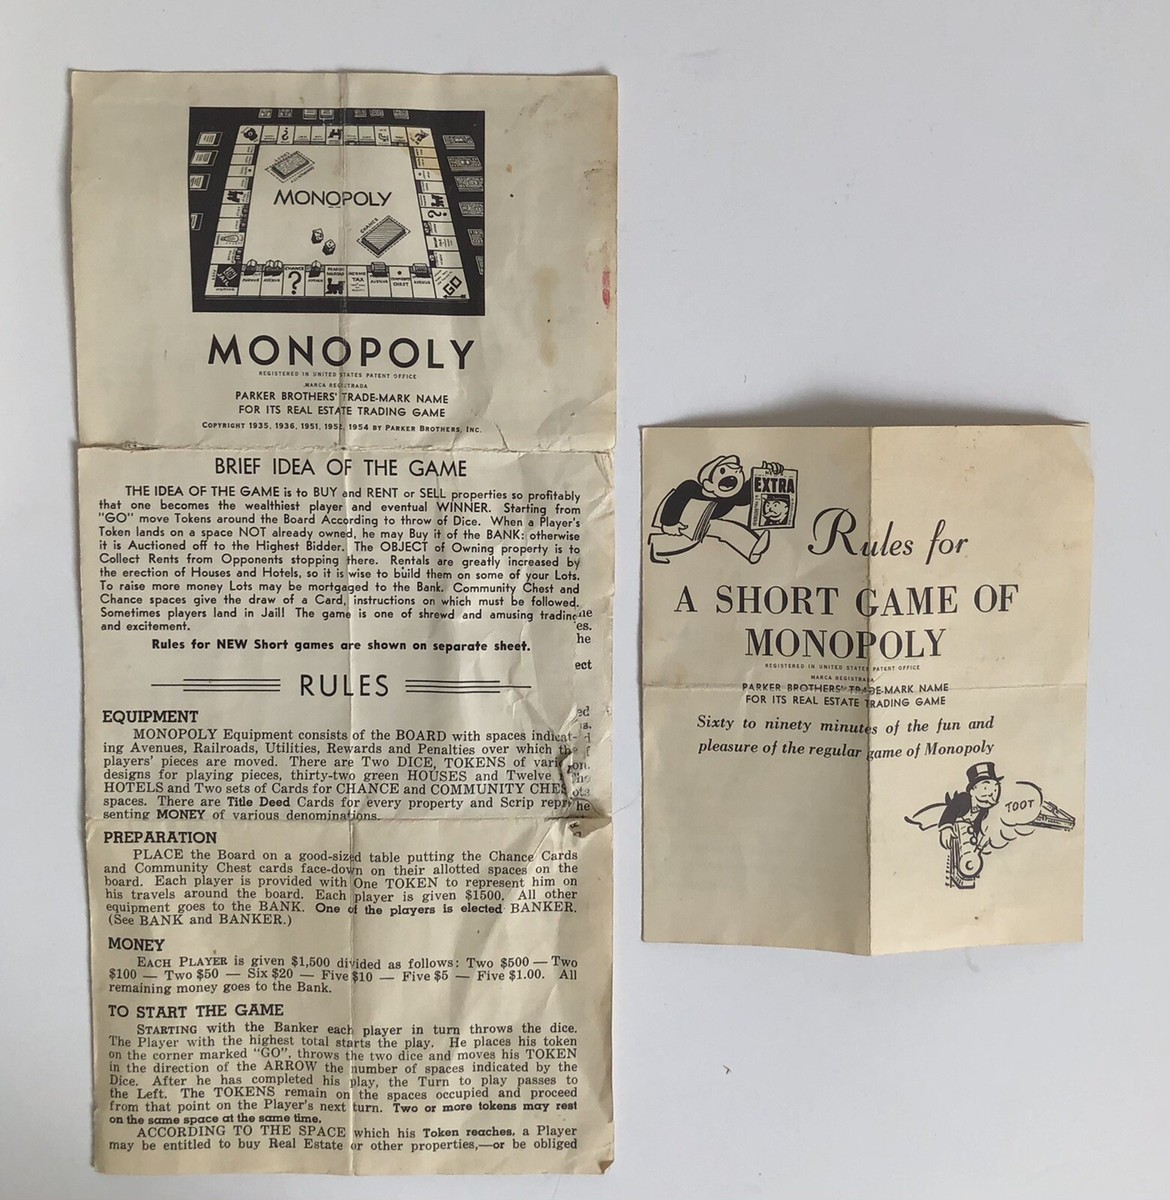 MONOPOLY
CHANCE
CHANCE
?
INCOME
TAX
COMMUNITY
CHEST
GO
MONOPOLY
REGISTERED IN UNITED STATES PATENT OFFICE
MARCA REGISTRADA
PARKER BROTHERS' TRADE-MARK NAME
FOR ITS REAL ESTATE TRADING GAME
COPYRIGHT 1935, 1936, 1951, 1952, 1954 BY PARKER BROTHERS, INC.
BRIEF IDEA OF THE GAME
THE IDEA OF THE GAME is to BUY and RENT or SELL properties so profitably
that one becomes the wealthiest player and eventual WINNER. Starting from
"GO" move Tokens around the Board According to throw of Dice. When a Player's
Token lands on a space NOT already owned, he may Buy it of the BANK: otherwise
it is Auctioned off to the Highest Bidder. The OBJECT of Owning property is to
Collect Rents from Opponents stopping there. Rentals are greatly increased by
the erection of Houses and Hotels, so it is wise to build them on some of your Lots.
To raise more money Lots may be mortgaged to the Bank. Community Chest and
Chance spaces give the draw of a Card, instructions on which must be followed.
Sometimes players land in Jail! The game is one of shrewd and amusing trading
and excitement.
Rules for NEW Short games are shown on separate sheet.
he
ect
RULES
EQUIPMENT
MONOPOLY Equipment consists of the BOARD with spaces indicat-
ing Avenues, Railroads, Utilities, Rewards and Penalties over which the
players' pieces are moved. There are Two DICE, TOKENS of
designs for playing pieces, thirty-two green HOUSES and Twelve
HOTELS and Two sets of Cards for CHANCE and COMMUNITY CHES
spaces. There are Title Deed Cards for every property and Scrip repre
senting MONEY of various denominations.
PREPARATION
PLACE the Board on a good-sized table putting the Chance Cards
and Community Chest cards face-down on their allotted spaces on the
board. Each player is provided with One TOKEN to represent him on
his travels around the board. Each player is given $1500. All other
equipment goes to the BANK. One of the players is elected BANKER.
(See BANK and BANKER.)
MONEY
EACH PLAYER is given $1,500 divided as follows: Two $500 — Two
$100 — Two $50 — Six $20 — Five $10 — Five $5 — Five $1.00. All
remaining money goes to the Bank.
TO START THE GAME
STARTING with the Banker each player in turn throws the dice.
The Player with the highest total starts the play. He places his token
on the corner marked "GO", throws the two dice and moves his TOKEN
in the direction of the ARROW the number of spaces indicated by the
Dice. After he has completed his play, the Turn to play passes to
the Left. The TOKENS remain on the spaces occupied and proceed
from that point on the Player's next turn. Two or more tokens may rest
on the same space at the same time.
ACCORDING TO THE SPACE which his Token reaches, a Player
may be entitled to buy Real Estate or other properties,—or be obliged
EXTRA
Rules for
A SHORT GAME OF
MONOPOLY
REGISTERED IN UNITED STATES PATENT OFFICE
MARCA REGISTRADA
PARKER BROTHERS' TRADE-MARK NAME
FOR ITS REAL ESTATE TRADING GAME
Sixty to ninety minutes of the fun and
pleasure of the regular game of Monopoly
TOOT